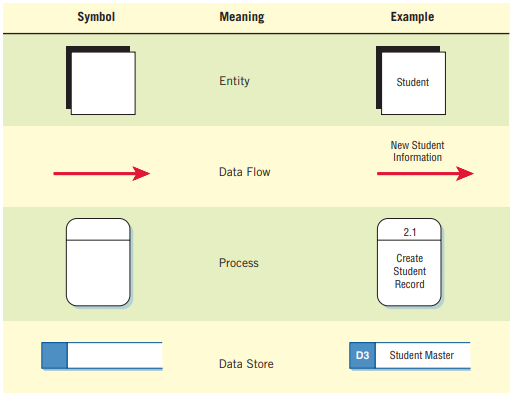 Symbol Meaning Example
Entity Student
New Student
Information
Data Flow
2.1
Process
Create
Student
Record
Data Store D3 Student Master